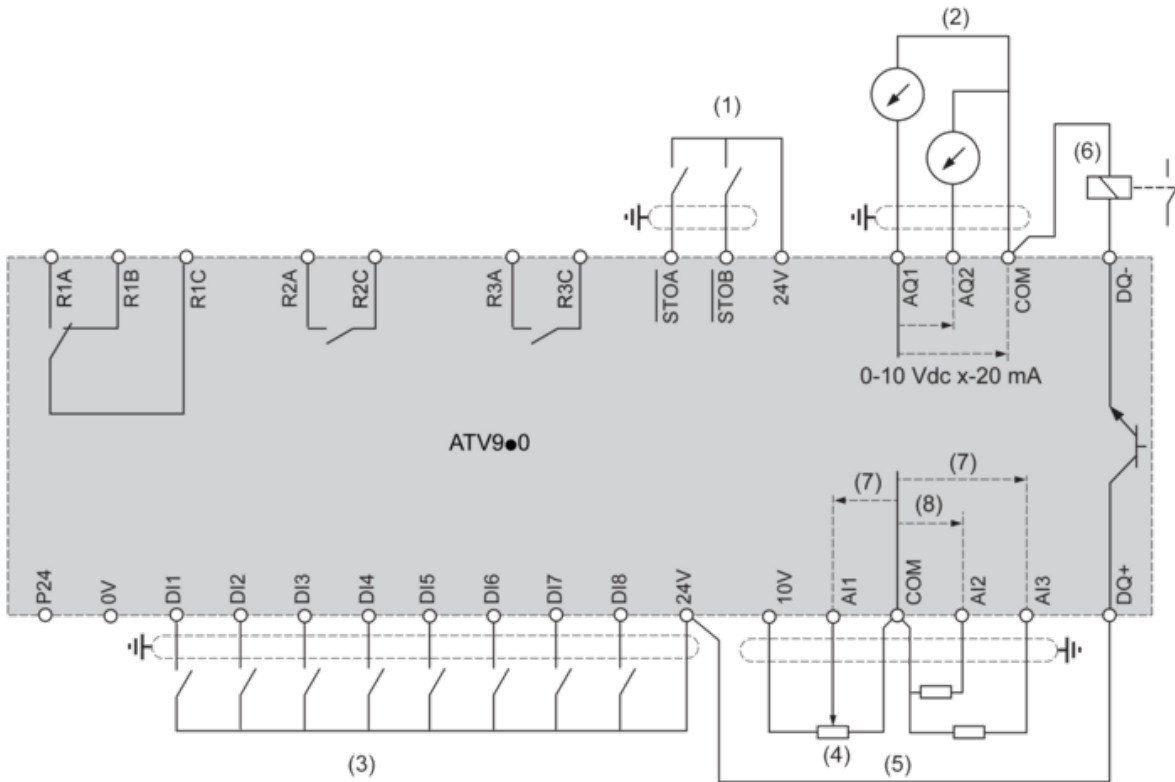 (2)
(1)
(6)
R1A
R1B
R1C
R2A
R2C
R3A
R3C
STOA
STOB
24V
AQ1
AQ2
COM
DQ-
0-10 Vdc x-20 mA
ATV9●0
(7)
(7)
(8)
P24
0V
DI1
DI2
DI3
DI4
DI5
DI6
DI7
DI8
24V
10V
AI1
COM
AI2
AI3
DQ+
(3)
(4)
(5)